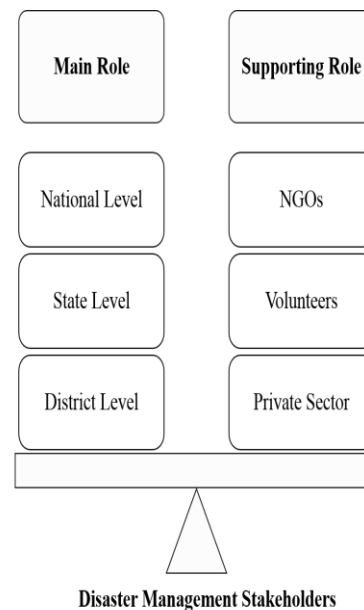 Main Role
Supporting Role
National Level
NGOs
State Level
Volunteers
District Level
Private Sector
Disaster Management Stakeholders